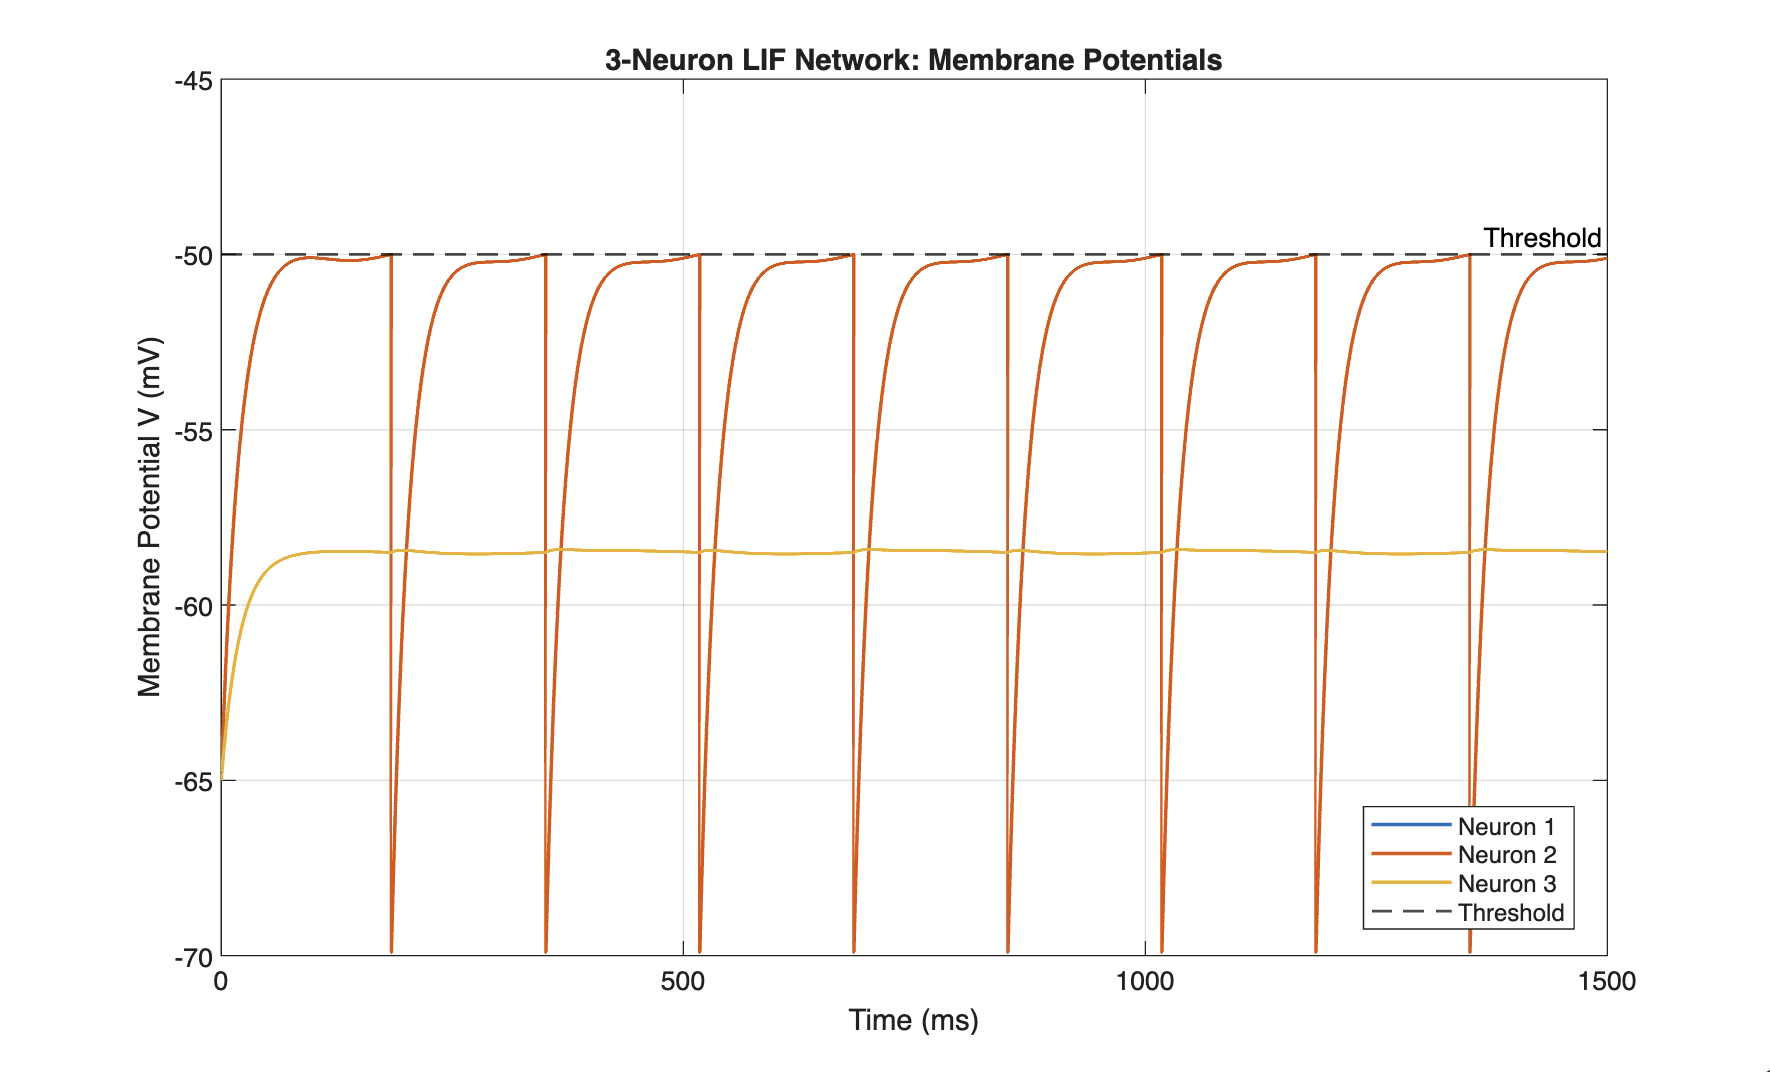 3-Neuron LIF Network: Membrane Potentials
-45
Threshold
-50
-55
-60
-65
-70
Membrane Potential V (mV)
Neuron 1
Neuron 2
Neuron 3
Threshold
0
500
1000
1500
Time (ms)